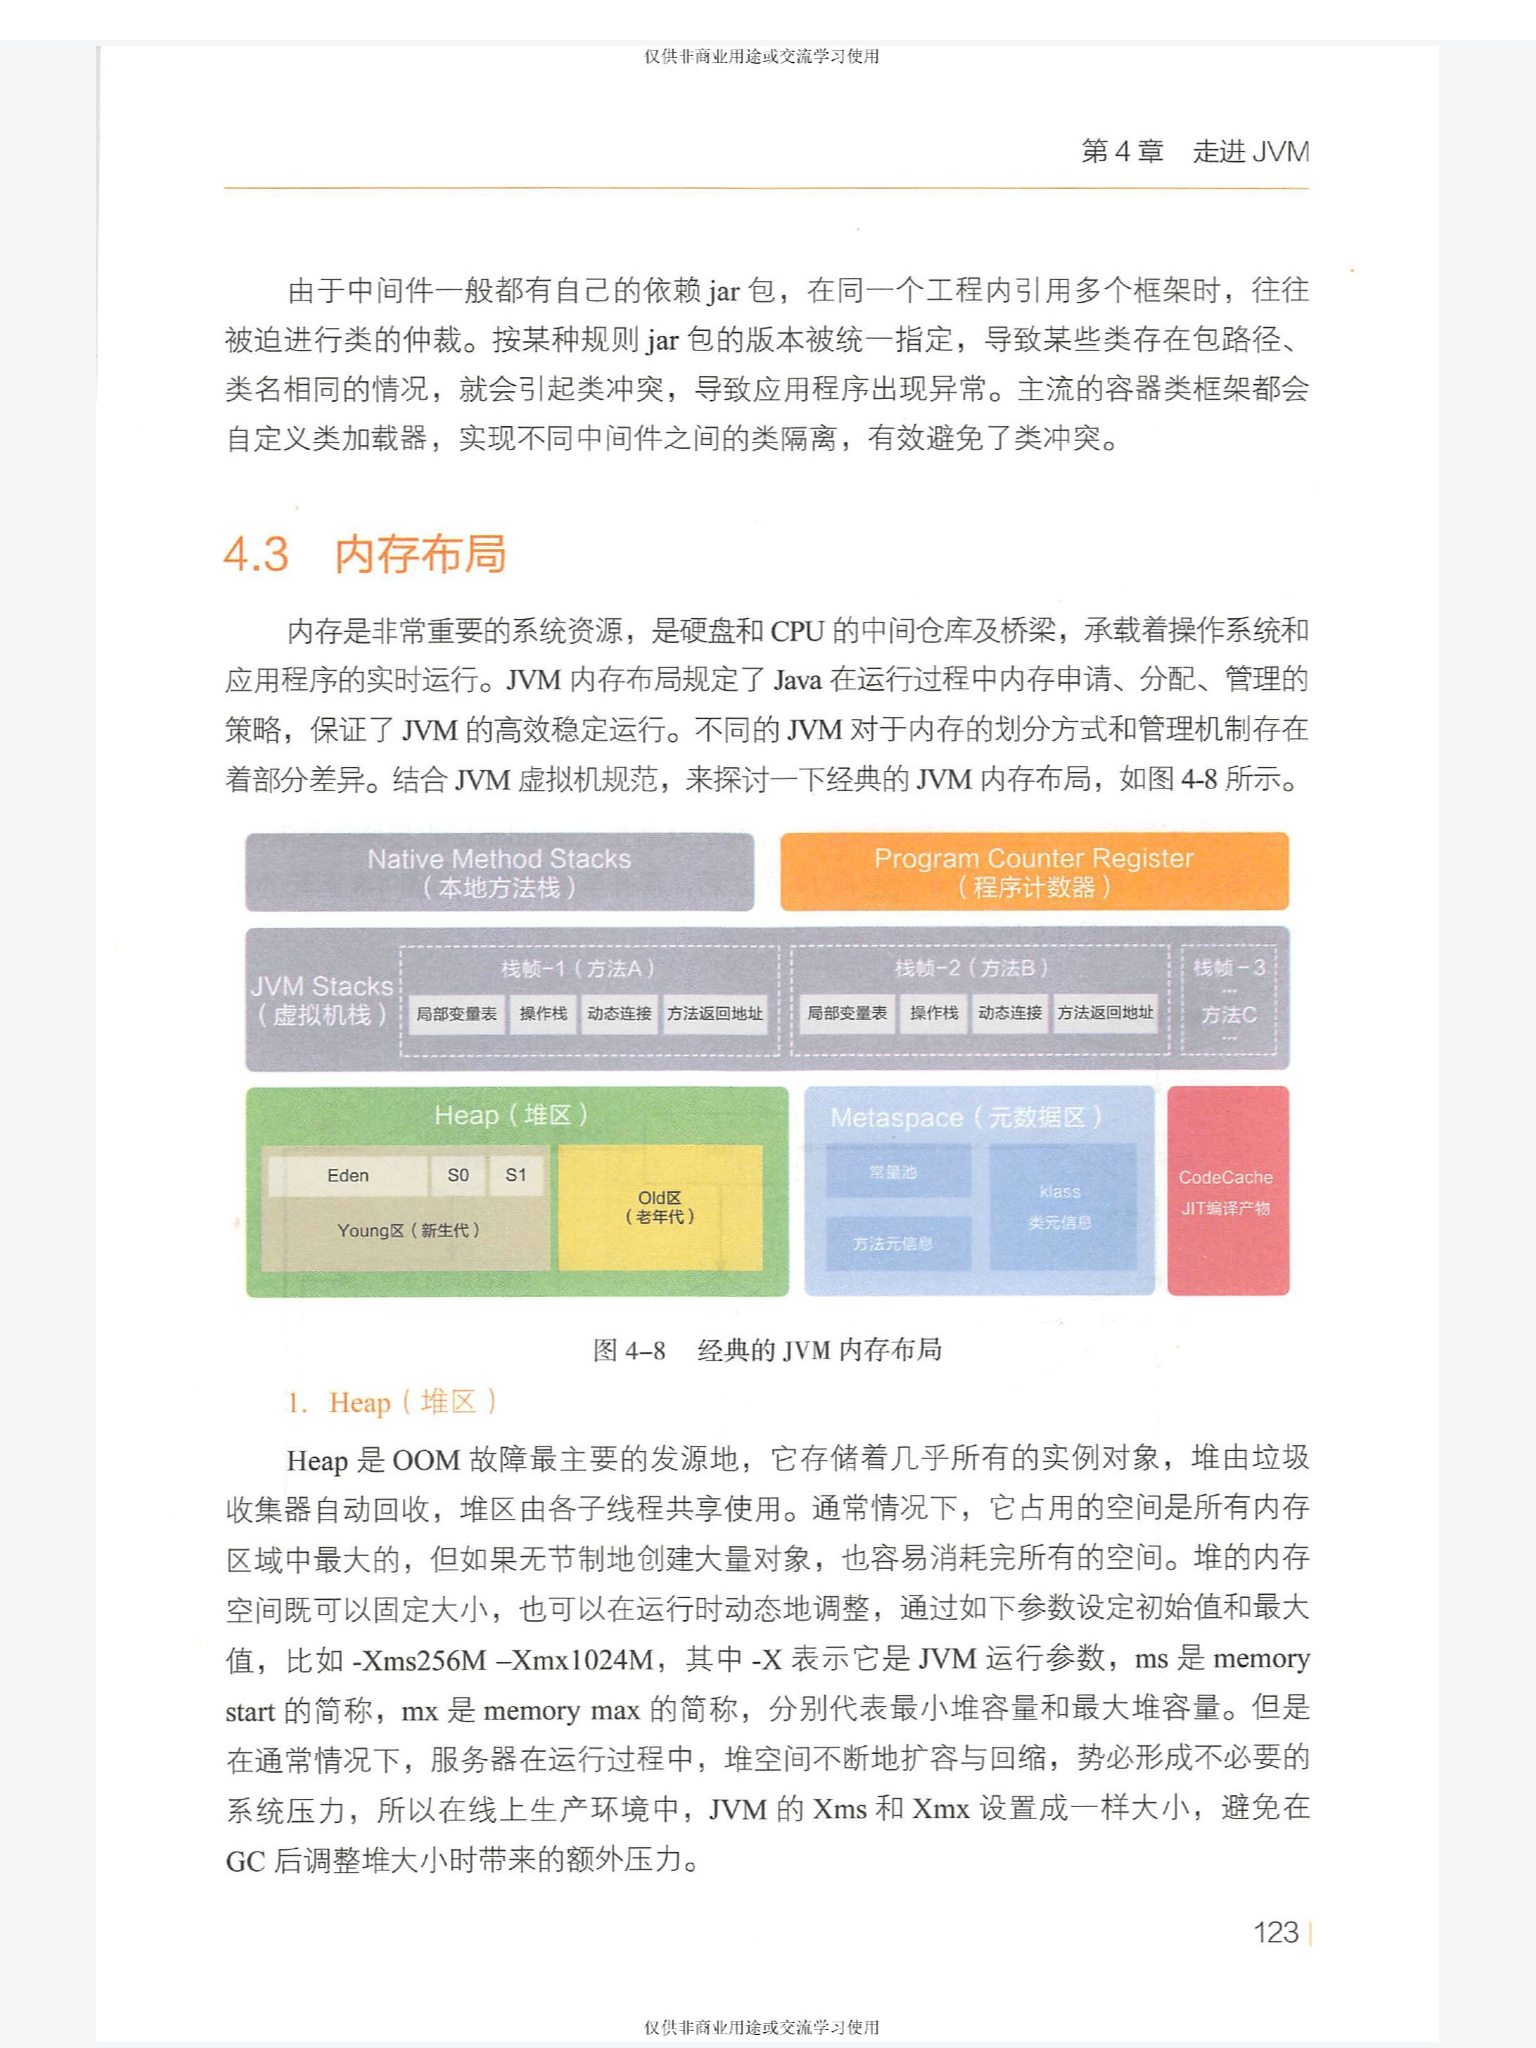 仅供非商业用途或交流学习使用
第 4 章 走进 JVM
由于中间件一般都有自己的依赖 jar 包，在同一个工程内引用多个框架时，往往
被迫进行类的仲裁。按某种规则 jar 包的版本被统一指定，导致某些类存在包路径、
类名相同的情况，就会引起类冲突，导致应用程序出现异常。主流的容器类框架都会
自定义类加载器，实现不同中间件之间的类隔离，有效避免了类冲突。
4.3 内存布局
内存是非常重要的系统资源，是硬盘和 CPU 的中间仓库及桥梁，承载着操作系统和
应用程序的实时运行。JVM 内存布局规定了 Java 在运行过程中内存申请、分配、管理的
策略，保证了 JVM 的高效稳定运行。不同的 JVM 对于内存的划分方式和管理机制存在
着部分差异。结合 JVM 虚拟机规范，来探讨一下经典的 JVM 内存布局，如图 4-8 所示。
Native Method Stacks
（本地方法栈）
Program Counter Register
（程序计数器）
JVM Stacks
（虚拟机栈）
栈帧-1（方法A）
局部变量表 操作栈 动态连接 方法返回地址
栈帧-2（方法B）
局部变量表 操作栈 动态连接 方法返回地址
栈帧-3
...
方法C
...
Heap（堆区）
Eden S0 S1
Young区（新生代）
Old区
（老年代）
Metaspace（元数据区）
常量池
方法元信息
klass
类元信息
CodeCache
JIT编译产物
图 4-8 经典的 JVM 内存布局
1. Heap（堆区）
Heap 是 OOM 故障最主要的发源地，它存储着几乎所有的实例对象，堆由垃圾
收集器自动回收，堆区由各子线程共享使用。通常情况下，它占用的空间是所有内存
区域中最大的，但如果无节制地创建大量对象，也容易消耗完所有的空间。堆的内存
空间既可以固定大小，也可以在运行时动态地调整，通过如下参数设定初始值和最大
值，比如 -Xms256M –Xmx1024M，其中 -X 表示它是 JVM 运行参数，ms 是 memory
start 的简称，mx 是 memory max 的简称，分别代表最小堆容量和最大堆容量。但是
在通常情况下，服务器在运行过程中，堆空间不断地扩容与回缩，势必形成不必要的
系统压力，所以在线上生产环境中，JVM 的 Xms 和 Xmx 设置成一样大小，避免在
GC 后调整堆大小时带来的额外压力。
123
仅供非商业用途或交流学习使用